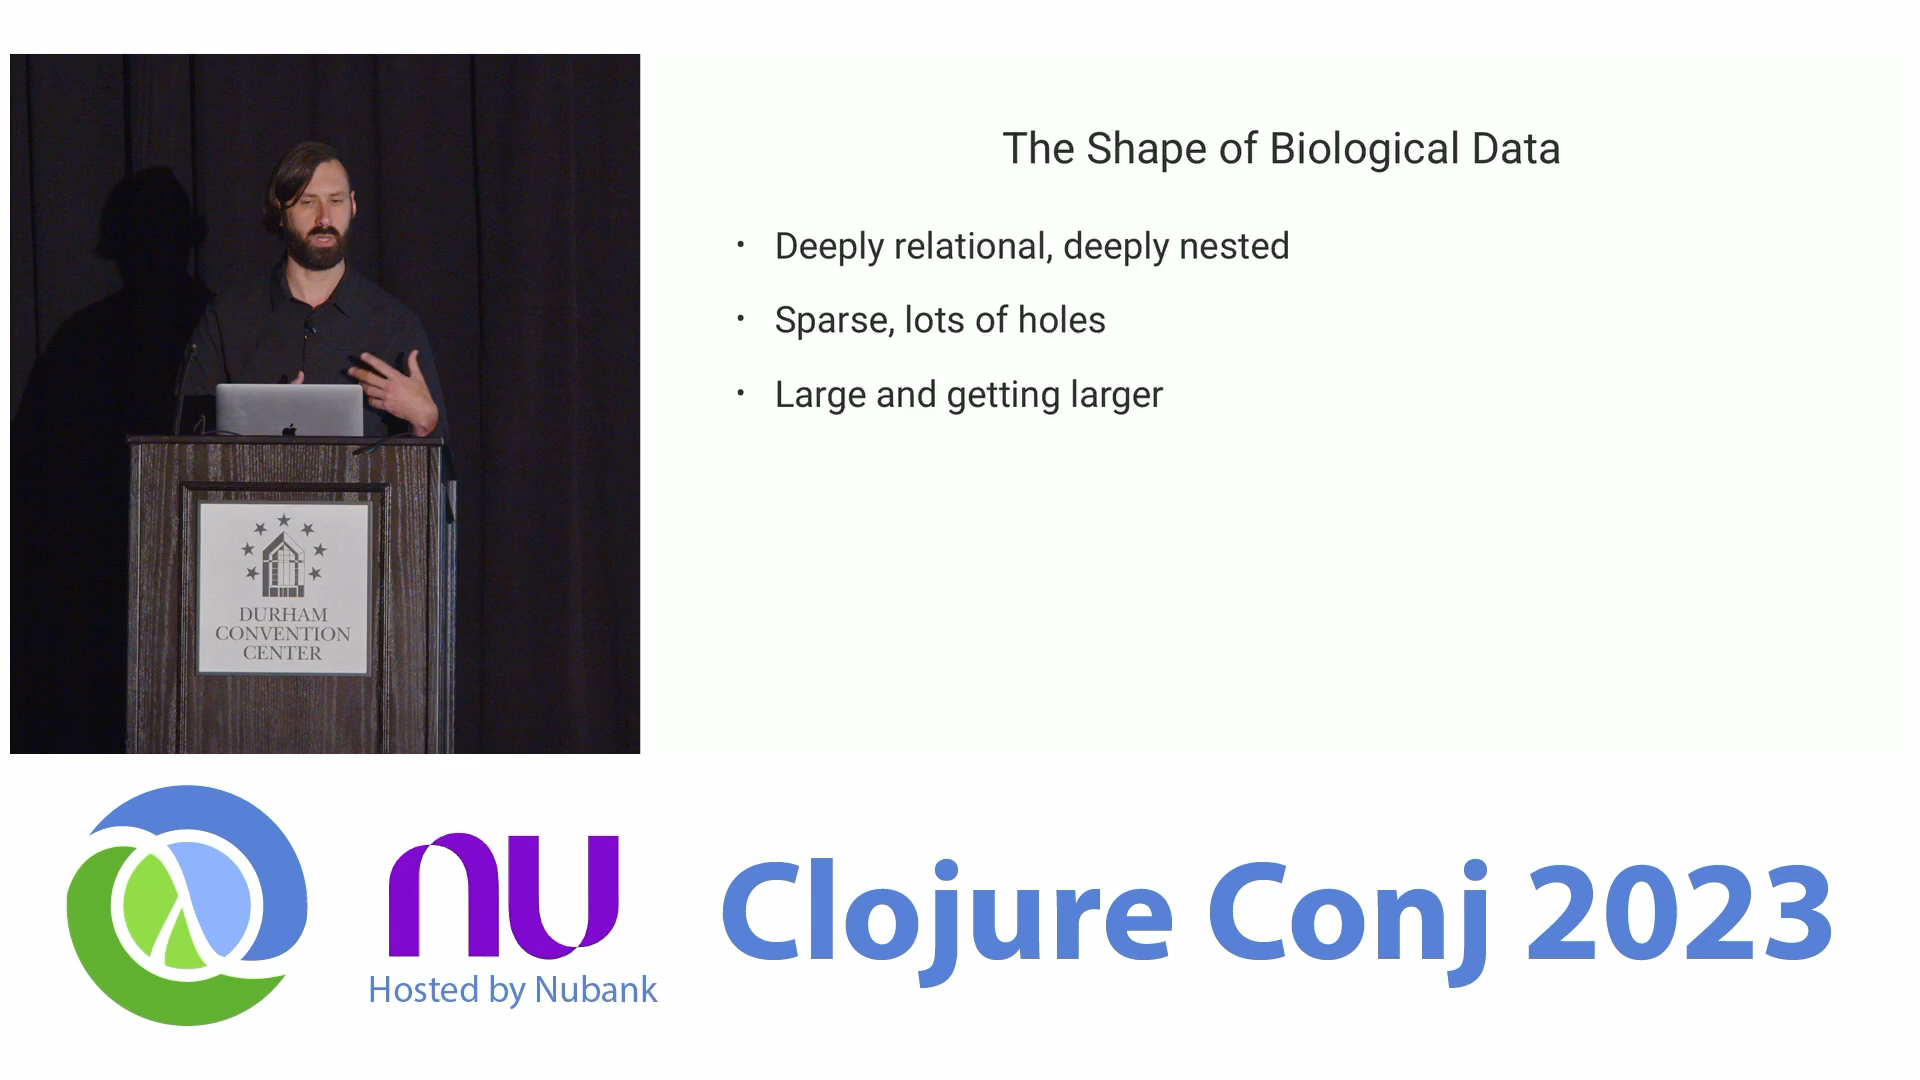 The Shape of Biological Data
• Deeply relational, deeply nested
• Sparse, lots of holes
• Large and getting larger
DURHAM
CONVENTION
CENTER
nu
Hosted by Nubank
Clojure Conj 2023